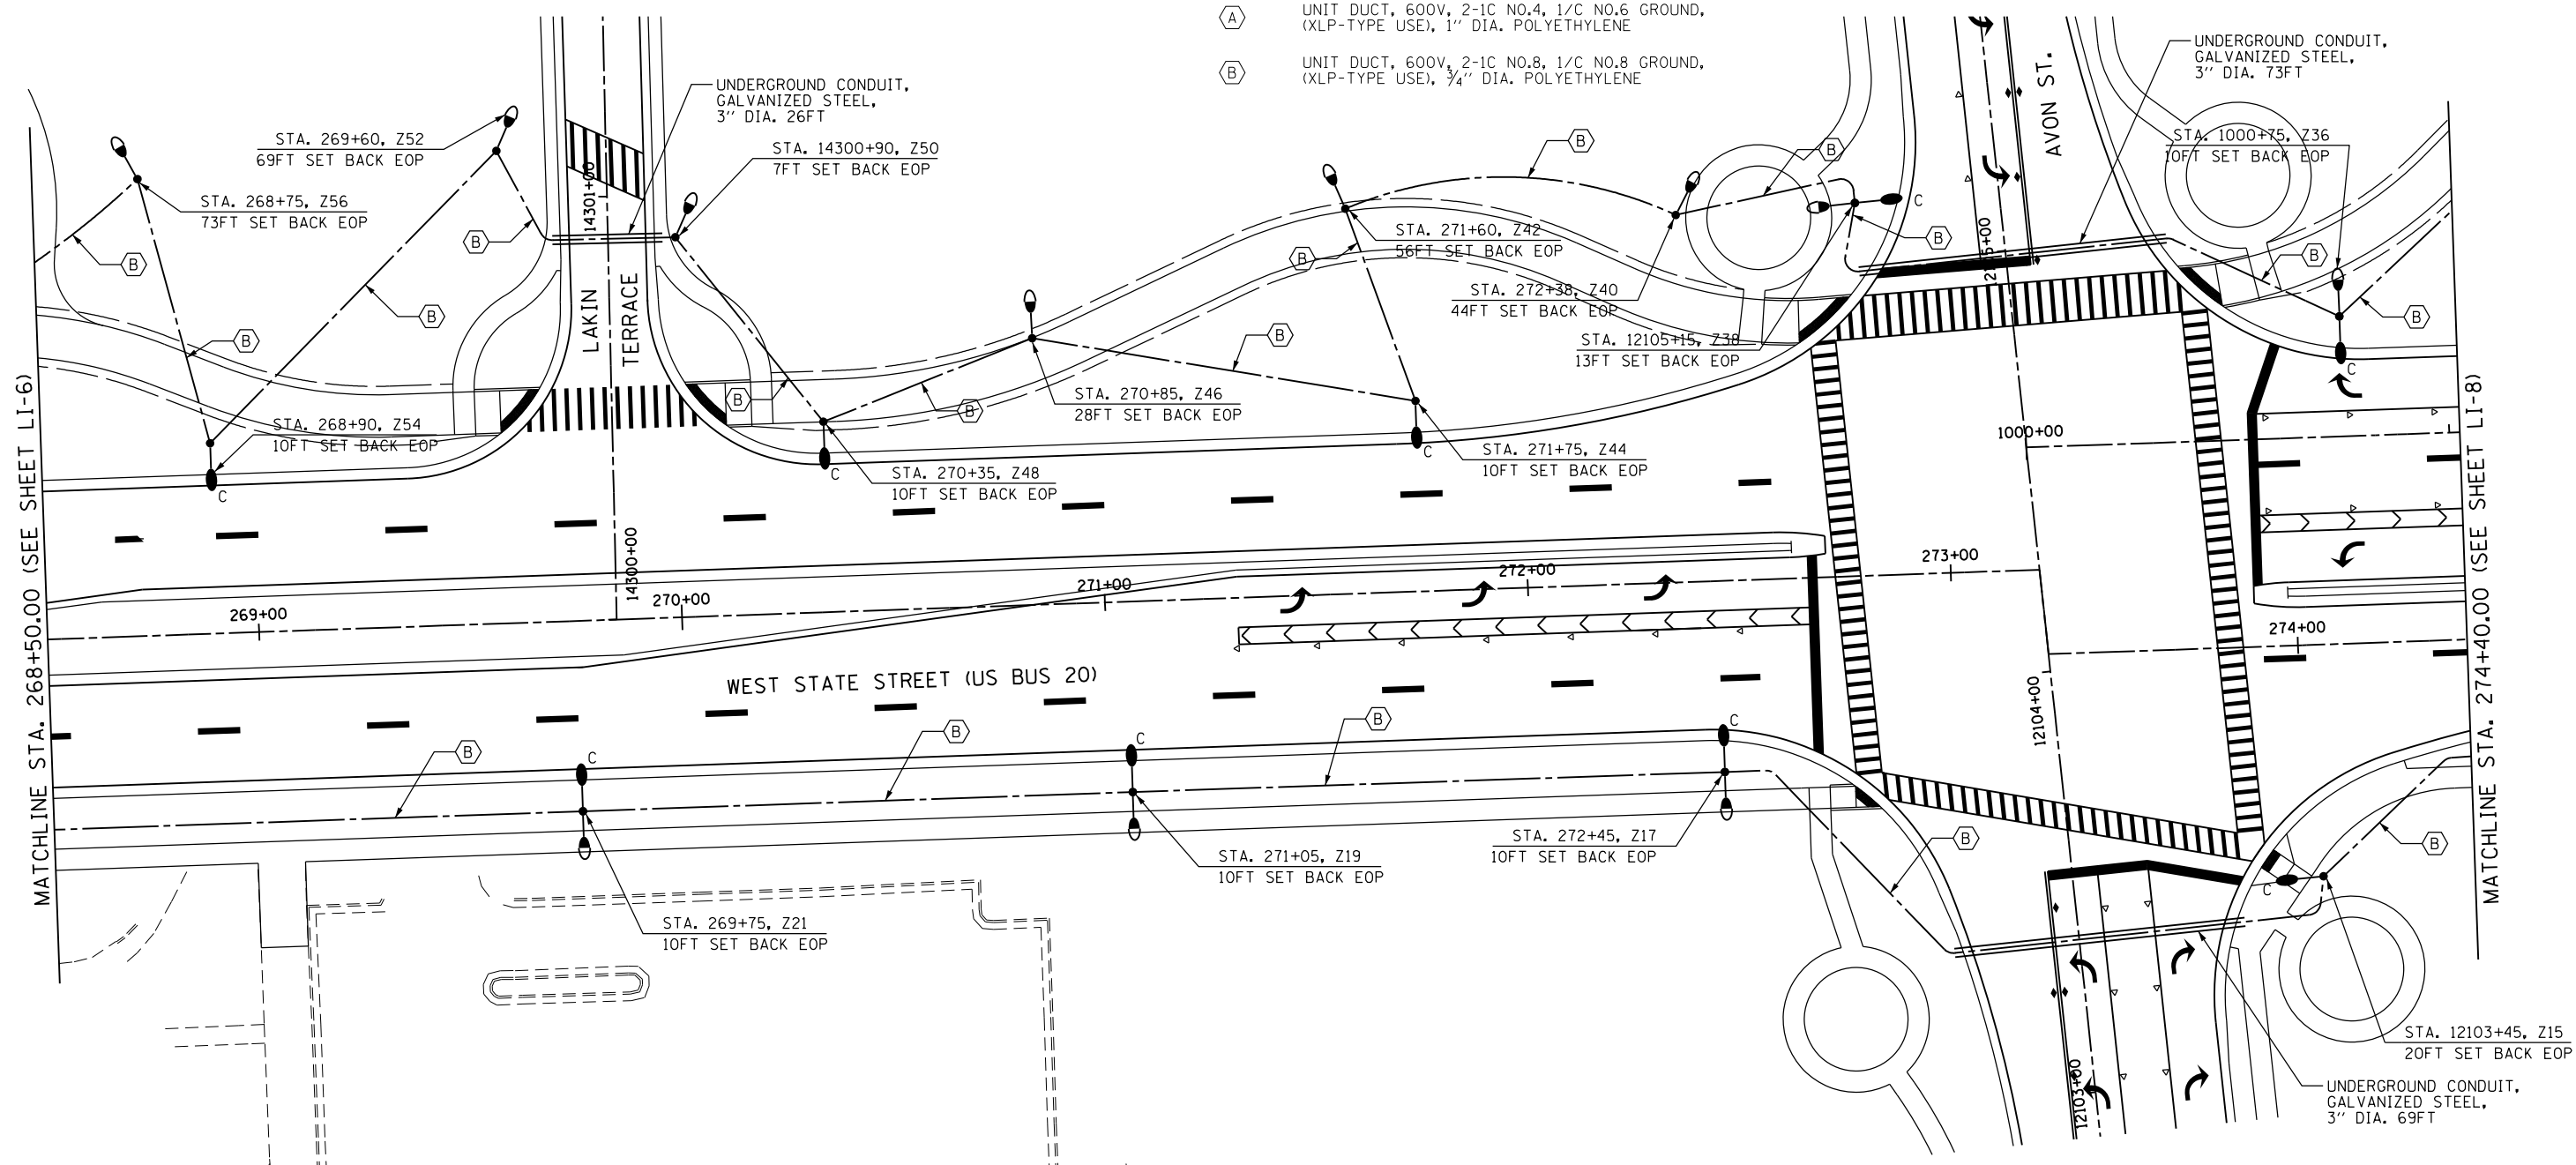 A
UNIT DUCT, 600V, 2-1C NO.4, 1/C NO.6 GROUND,
(XLP-TYPE USE), 1" DIA. POLYETHYLENE
B
UNIT DUCT, 600V, 2-1C NO.8, 1/C NO.8 GROUND,
(XLP-TYPE USE), 3/4" DIA. POLYETHYLENE
UNDERGROUND CONDUIT,
GALVANIZED STEEL,
3" DIA. 26FT
UNDERGROUND CONDUIT,
GALVANIZED STEEL,
3" DIA. 73FT
AVON ST.
STA. 269+60, Z52
69FT SET BACK EOP
STA. 14300+90, Z50
7FT SET BACK EOP
STA. 1000+75, Z36
10FT SET BACK EOP
B
B
STA. 268+75, Z56
73FT SET BACK EOP
14301+00
C
STA. 271+60, Z42
56FT SET BACK EOP
B
B
B
B
B
B
12105+00
STA. 272+38, Z40
44FT SET BACK EOP
B
B
B
B
B
LAKIN
TERRACE
STA. 12105+15, Z38
13FT SET BACK EOP
C
B
B
STA. 270+85, Z46
28FT SET BACK EOP
STA. 268+90, Z54
10FT SET BACK EOP
1000+00
STA. 271+75, Z44
10FT SET BACK EOP
C
C
C
STA. 270+35, Z48
10FT SET BACK EOP
MATCHLINE STA. 268+50.00 (SEE SHEET LI-6)
MATCHLINE STA. 274+40.00 (SEE SHEET LI-8)
14300+00
269+00
270+00
271+00
272+00
273+00
274+00
WEST STATE STREET (US BUS 20)
12104+00
B
B
B
C
C
C
STA. 272+45, Z17
10FT SET BACK EOP
B
B
STA. 271+05, Z19
10FT SET BACK EOP
C
STA. 269+75, Z21
10FT SET BACK EOP
STA. 12103+45, Z15
20FT SET BACK EOP
12103+00
UNDERGROUND CONDUIT,
GALVANIZED STEEL,
3" DIA. 69FT